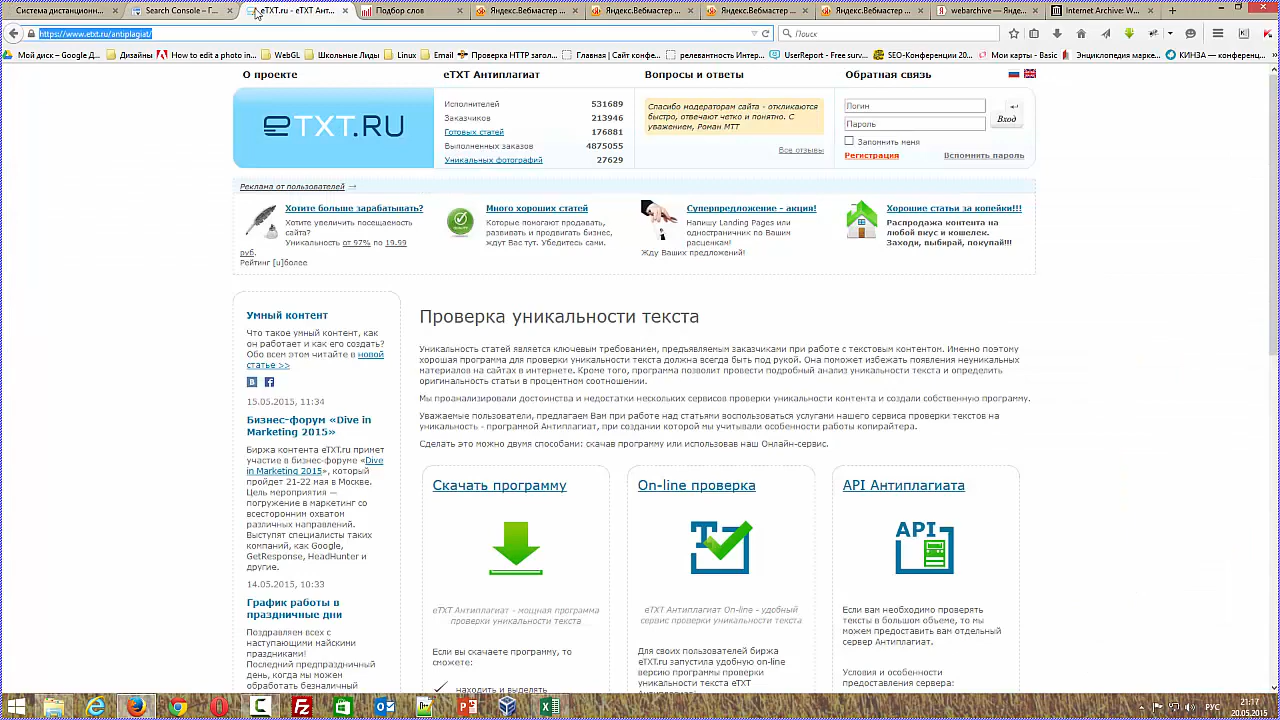 Система дистанционн...
Search Console – Г...
eTXT.ru - eTXT Ант...
Подбор слов
Яндекс.Вебмастер ...
Яндекс.Вебмастер ...
Яндекс.Вебмастер ...
Яндекс.Вебмастер ...
webarchive — Янде...
Internet Archive: W...
https://www.etxt.ru/antiplagiat/
Поиск
Мой диск – Google Д...
Дизайны
How to edit a photo in...
WebGL
Школьные Лиды
Linux
Email
Проверка HTTP загол...
Главная | Сайт конфе...
релевантность|Интер...
UserReport - Free surv...
SEO-Конференции 20...
Мои карты - Basic
Энциклопедия марке...
КИНЗА — конференц...
О проекте
eTXT Антиплагиат
Вопросы и ответы
Обратная связь
eTXT.RU
Исполнителей 531689
Заказчиков 213946
Готовых статей 176881
Выполненных заказов 4875055
Уникальных фотографий 27629
Спасибо модераторам сайта - откликаются
быстро, отвечают четко и понятно. С
уважением, Роман МТТ
Все отзывы
Логин
Пароль
Вход
Запомнить меня
Регистрация
Вспомнить пароль
Реклама от пользователей →
Хотите больше зарабатывать?
Хотите увеличить посещаемость
сайта?
Уникальность от 97% по 19.99
руб.
Рейтинг [u]более
Много хороших статей
Которые помогают продавать,
развивать и продвигать бизнес,
ждут Вас тут. Убедитесь сами.
Суперпредложение - акция!
Напишу Landing Pages или
одностраничник по Вашим
расценкам!
Жду Ваших предложений!
Хорошие статьи за копейки!!!
Распродажа контента на
любой вкус и кошелек.
Заходи, выбирай, покупай!!!
Умный контент
Что такое умный контент, как
он работает и как его создать?
Обо всем этом читайте в новой
статье >>
15.05.2015, 11:34
Бизнес-форум «Dive in
Marketing 2015»
Биржа контента eTXT.ru примет
участие в бизнес-форуме «Dive
in Marketing 2015», который
пройдет 21-22 мая в Москве.
Цель мероприятия —
погружение в маркетинг со
всесторонним охватом
различных направлений.
Выступят специалисты таких
компаний, как Google,
GetResponse, HeadHunter и
другие.
14.05.2015, 10:33
График работы в
праздничные дни
Поздравляем всех с
наступающими майскими
праздниками!
Последний предпраздничный
день, когда мы можем
обработать безналичный
Проверка уникальности текста
Уникальность статей является ключевым требованием, предъявляемым заказчиками при работе с текстовым контентом. Именно поэтому
хорошая программа для проверки уникальности текста должна всегда быть под рукой. Она поможет избежать появления неуникальных
материалов на сайтах в интернете. Кроме того, программа позволит провести подробный анализ уникальности текста и определить
оригинальность статьи в процентном соотношении.
Мы проанализировали достоинства и недостатки нескольких сервисов проверки уникальности контента и создали собственную программу.
Уважаемые пользователи, предлагаем Вам при работе над статьями воспользоваться услугами нашего сервиса проверки текстов на
уникальность - программой Антиплагиат, при создании которой мы учитывали особенности работы копирайтера.
Сделать это можно двумя способами: скачав программу или использовав наш Онлайн-сервис.
Скачать программу
eTXT Антиплагиат - мощная программа
проверки уникальности текста
Если вы скачаете программу, то
сможете:
находить и выделять
On-line проверка
eTXT Антиплагиат On-line - удобный
сервис проверки уникальности текста
Для своих пользователей биржа
eTXT.ru запустила удобную on-line
версию программы проверки
уникальности текста eTXT
API Антиплагиата
API
Если вам необходимо проверять
тексты в большом объеме, то мы
можем предоставить вам отдельный
сервер Антиплагиат.
Условия и особенности
предоставления сервера:
РУС
21:17
20.05.2015